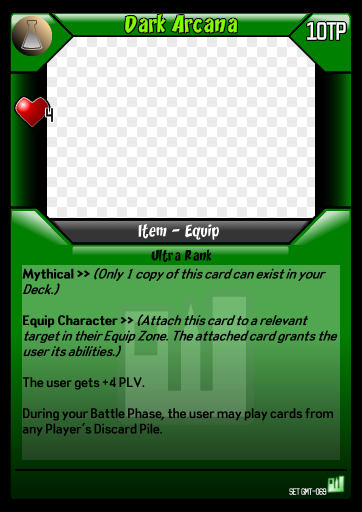 Dark Arcana
10TP
4
Item - Equip
Ultra Rank
Mythical >> (Only 1 copy of this card can exist in your
Deck.)
Equip Character >> (Attach this card to a relevant
target in their Equip Zone. The attached card grants the
user its abilities.)
The user gets +4 PLV.
During your Battle Phase, the user may play cards from
any Player's Discard Pile.
SET GMT-069